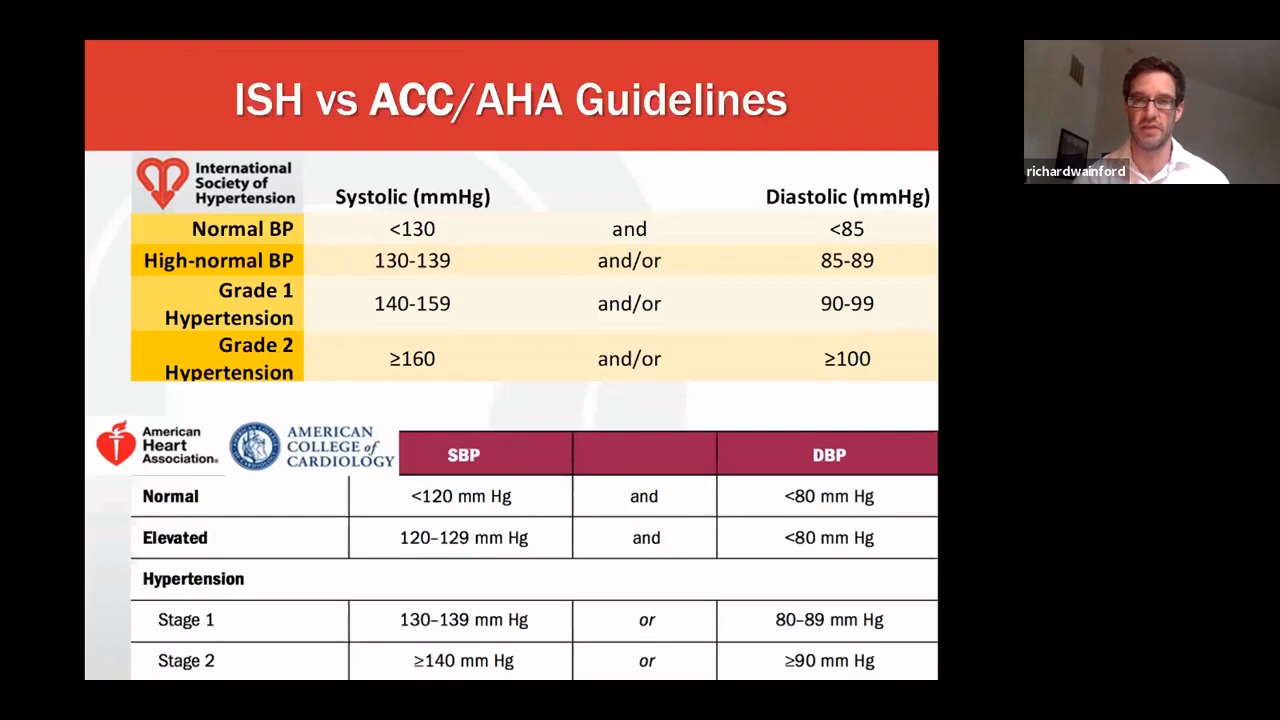 ISH vs ACC/AHA Guidelines
richardwainford
International
Society of
Hypertension
Systolic (mmHg) Diastolic (mmHg)
Normal BP <130 and <85
High-normal BP 130-139 and/or 85-89
Grade 1
Hypertension 140-159 and/or 90-99
Grade 2
Hypertension ≥160 and/or ≥100
American
Heart
Association®
AMERICAN
COLLEGE of
CARDIOLOGY
SBP DBP
Normal <120 mm Hg and <80 mm Hg
Elevated 120–129 mm Hg and <80 mm Hg
Hypertension
Stage 1 130–139 mm Hg or 80–89 mm Hg
Stage 2 ≥140 mm Hg or ≥90 mm Hg